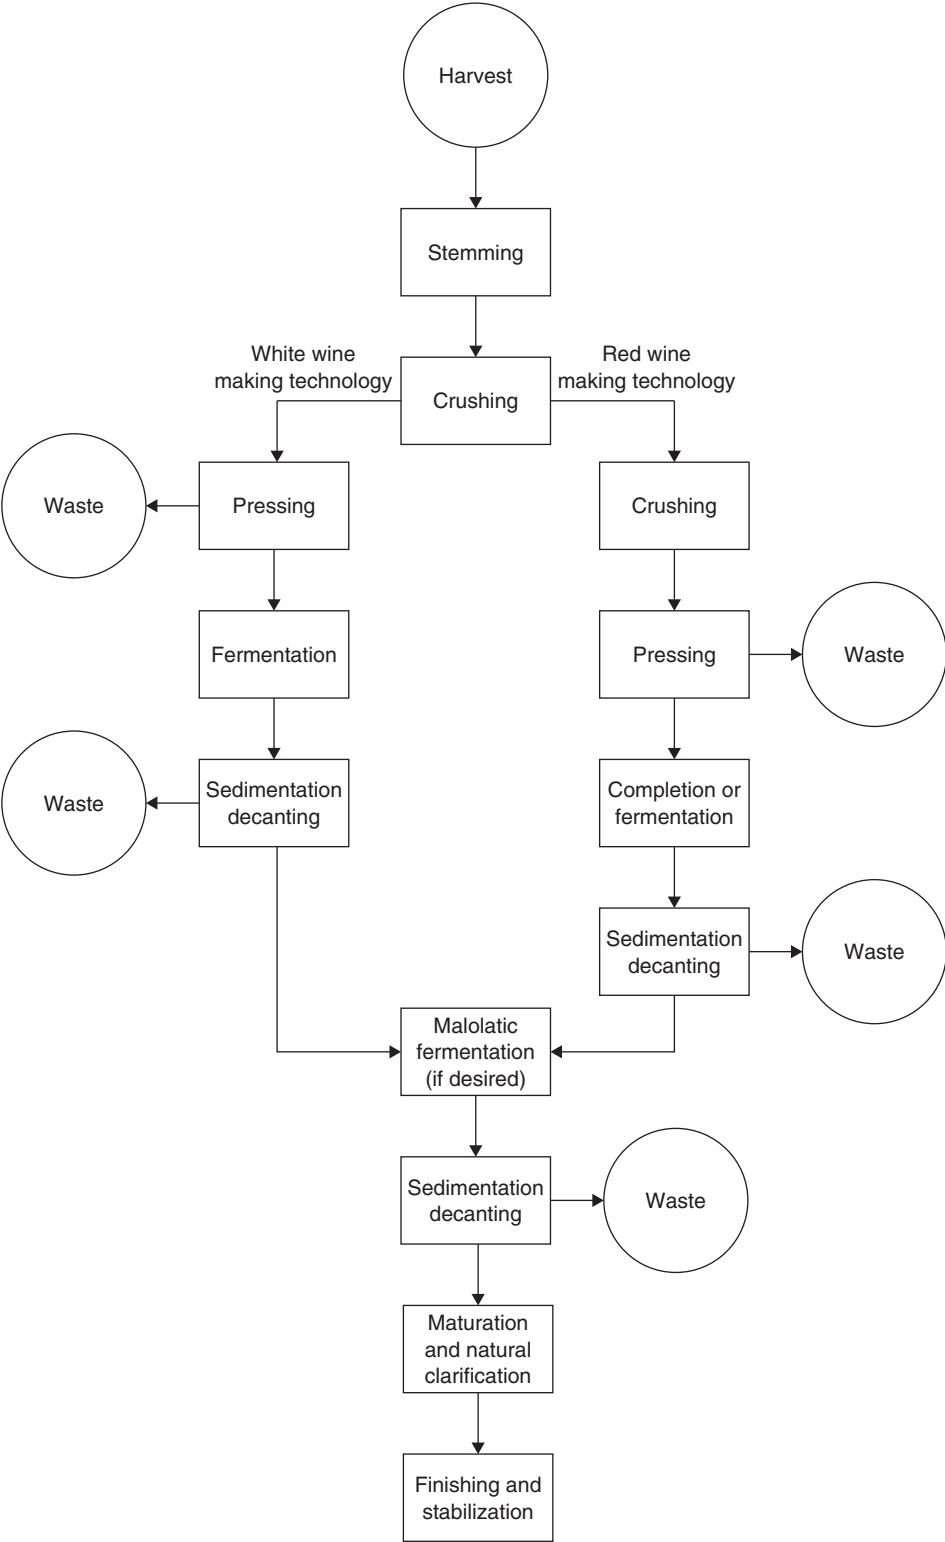 Harvest
Stemming
White wine
making technology
Red wine
making technology
Crushing
Waste
Pressing
Crushing
Fermentation
Pressing
Waste
Waste
Sedimentation
decanting
Completion or
fermentation
Sedimentation
decanting
Waste
Malolatic
fermentation
(if desired)
Sedimentation
decanting
Waste
Maturation
and natural
clarification
Finishing and
stabilization